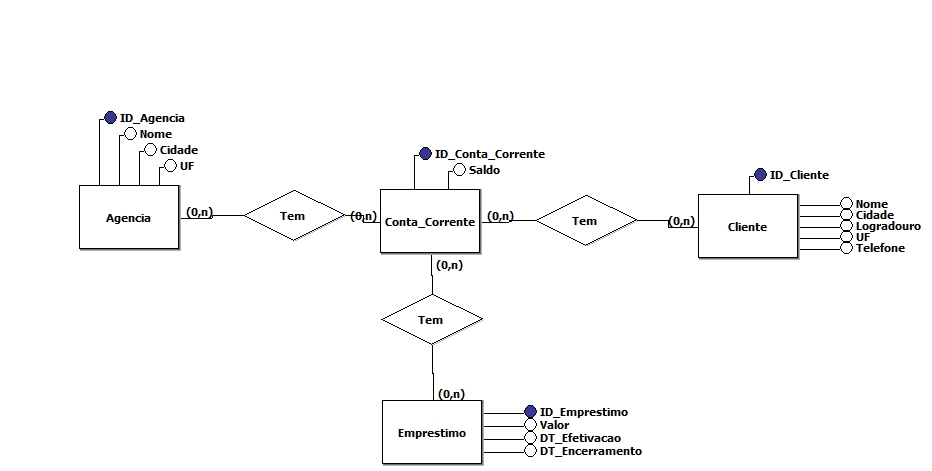 ID_Agencia
Nome
Cidade
UF
Agencia
(0,n)
Tem
(0,n)
ID_Conta_Corrente
Saldo
Conta_Corrente
(0,n)
Tem
(0,n)
ID_Cliente
Cliente
Nome
Cidade
Logradouro
UF
Telefone
(0,n)
Tem
(0,n)
Emprestimo
ID_Emprestimo
Valor
DT_Efetivacao
DT_Encerramento